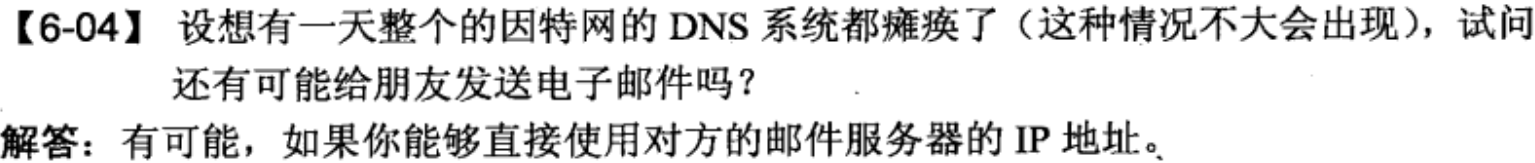 【6-04】 设想有一天整个的因特网的 DNS 系统都瘫痪了（这种情况不大会出现），试问
还有可能给朋友发送电子邮件吗？
解答：有可能，如果你能够直接使用对方的邮件服务器的 IP 地址。